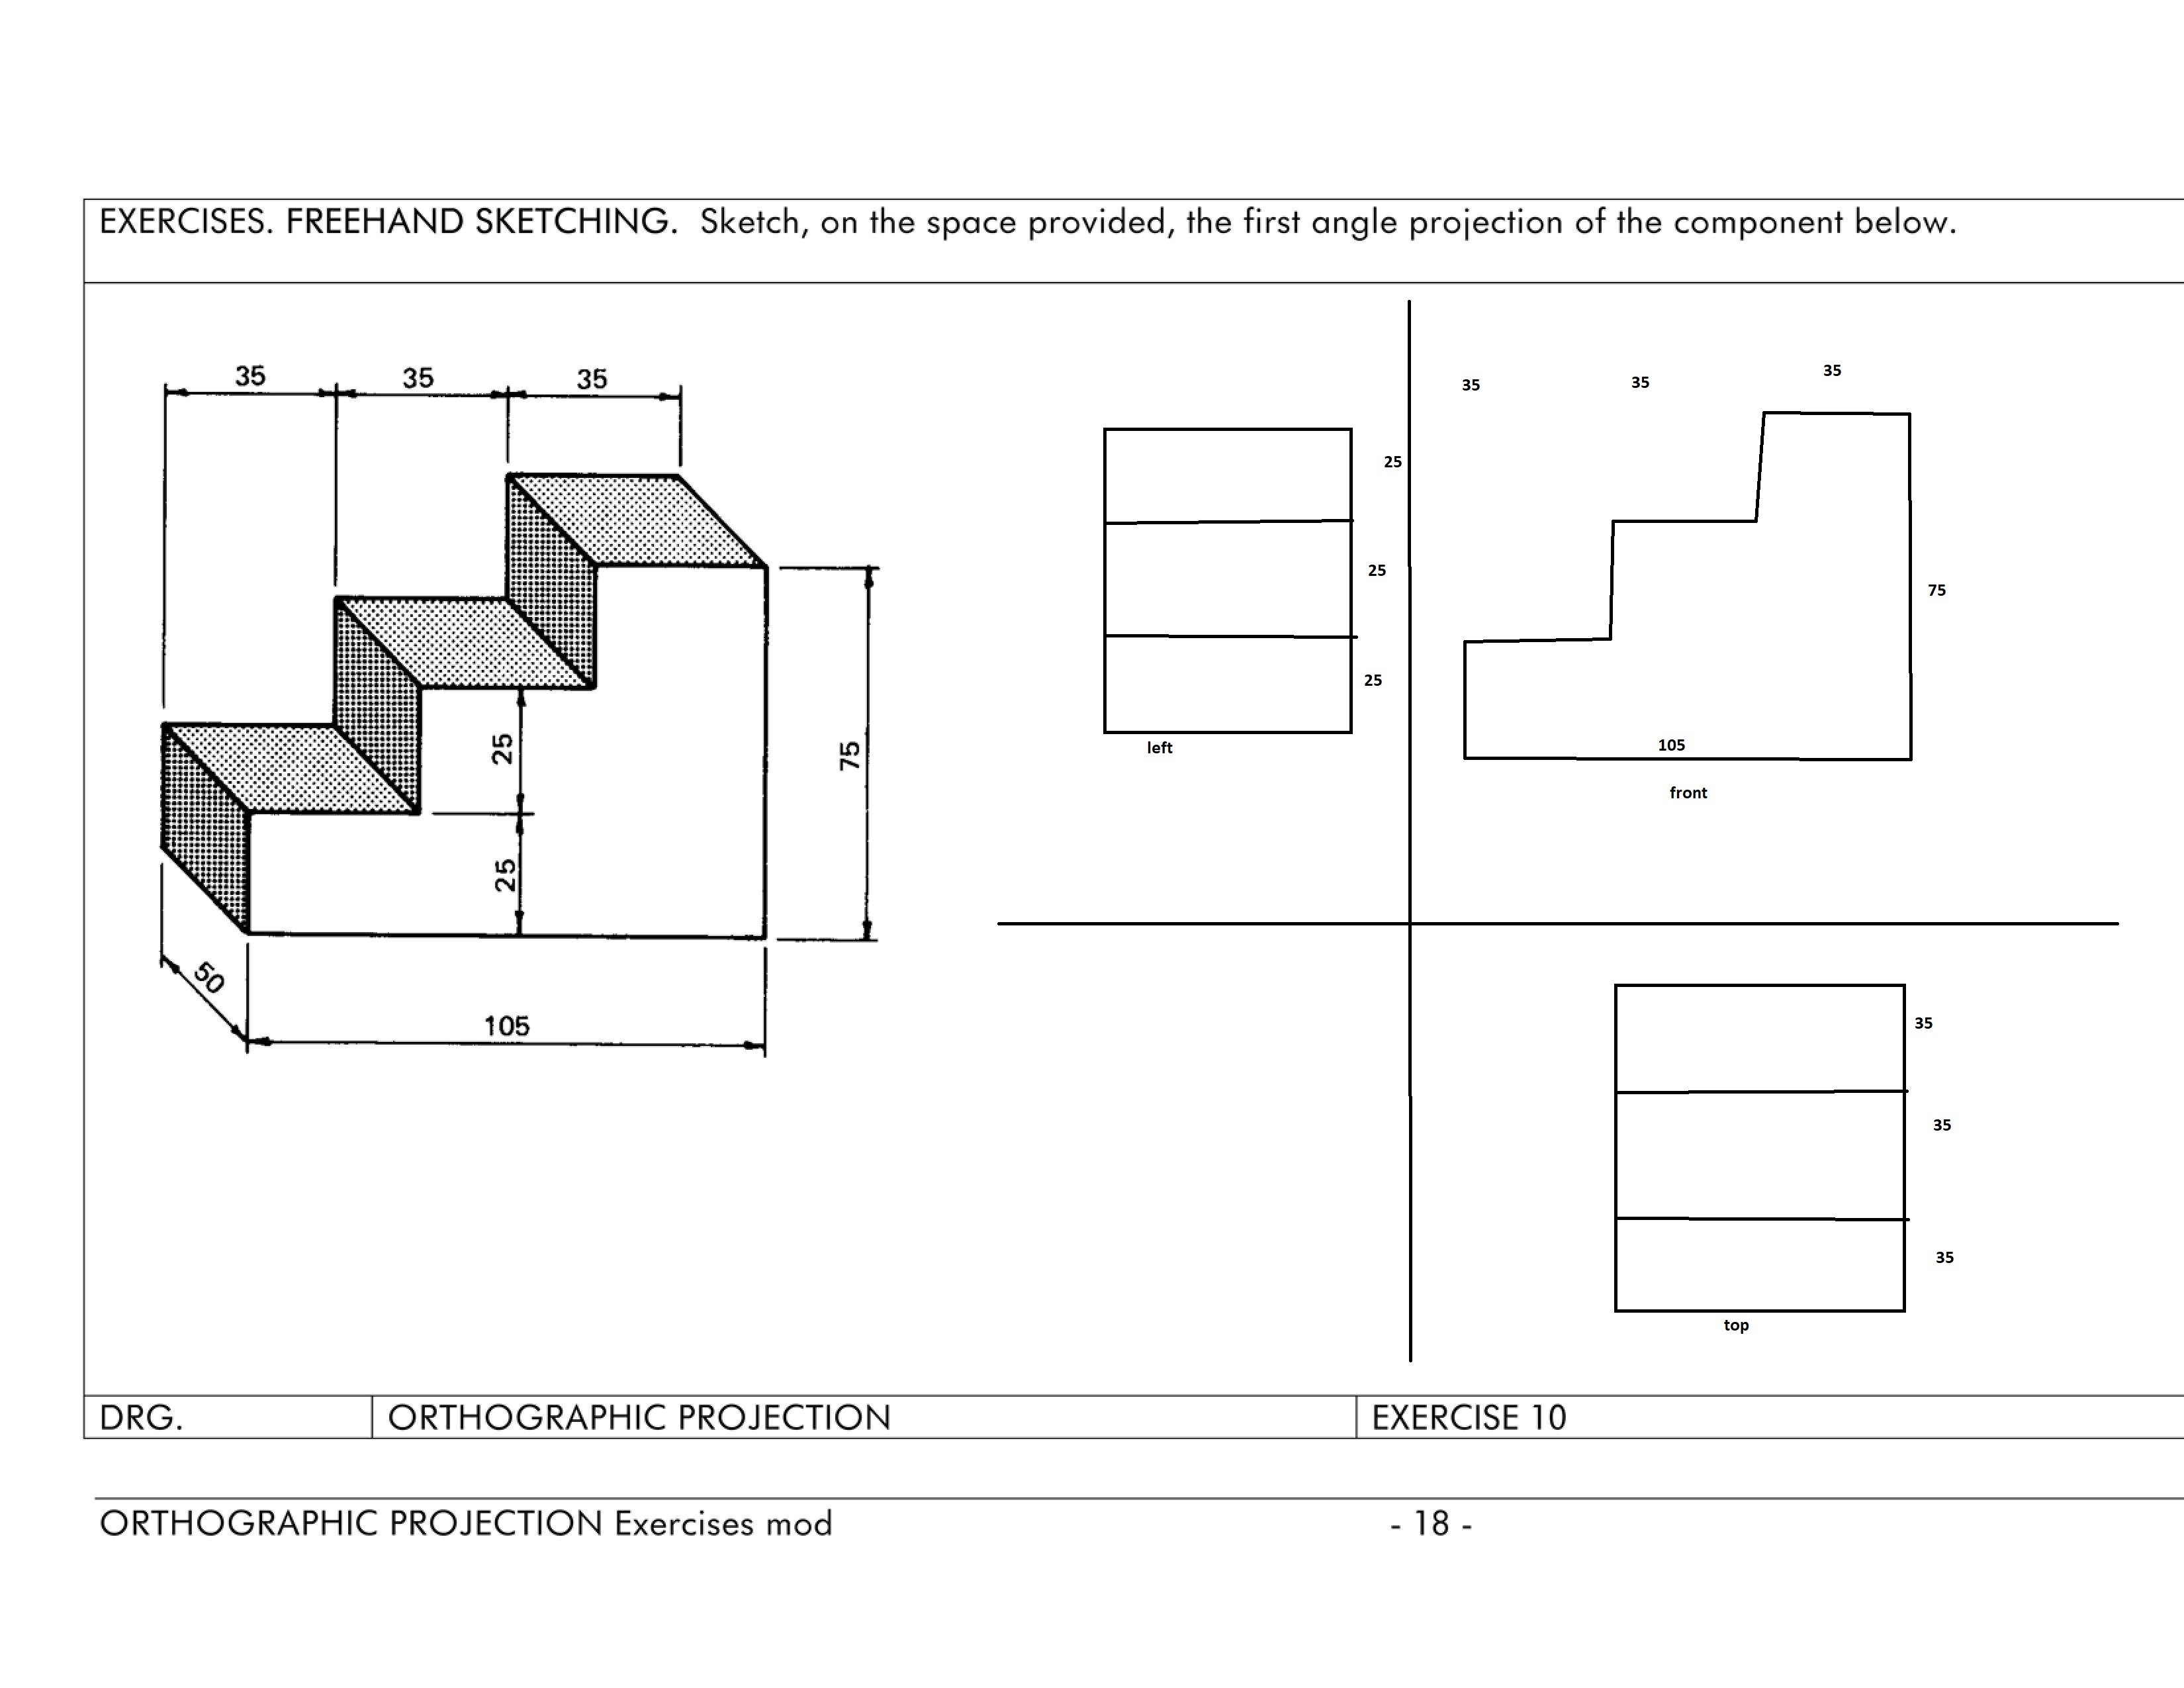 EXERCISES. FREEHAND SKETCHING. Sketch, on the space provided, the first angle projection of the component below.
35 35 35
25
25
75
50
105
35 35 35
25
25
25
75
105
left
front
35
35
35
top
DRG. ORTHOGRAPHIC PROJECTION EXERCISE 10
ORTHOGRAPHIC PROJECTION Exercises mod - 18 -